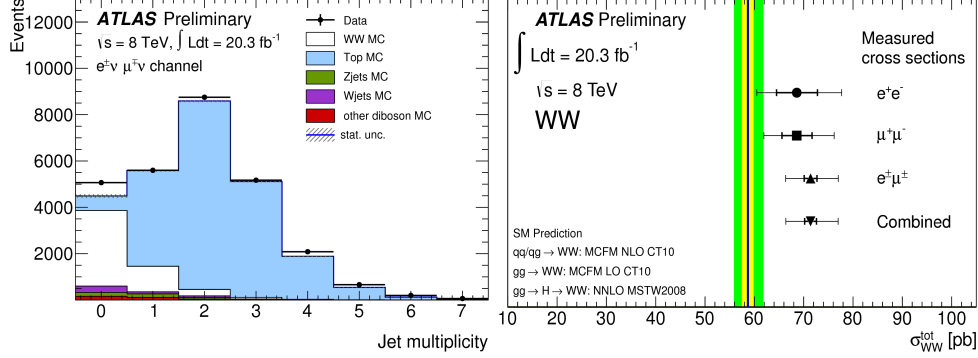 Events
12000
10000
8000
6000
4000
2000
ATLAS Preliminary
√s = 8 TeV, ∫ Ldt = 20.3 fb⁻¹
e±ν μ∓ν channel
Data
WW MC
Top MC
Zjets MC
Wjets MC
other diboson MC
stat. unc.
0 1 2 3 4 5 6 7
Jet multiplicity
ATLAS Preliminary
∫ Ldt = 20.3 fb⁻¹
√s = 8 TeV
WW
Measured
cross sections
e⁺e⁻
μ⁺μ⁻
e±μ±
Combined
SM Prediction
qq/qg → WW: MCFM NLO CT10
gg → WW: MCFM LO CT10
gg → H → WW: NNLO MSTW2008
10 20 30 40 50 60 70 80 90 100
σ^tot_WW [pb]